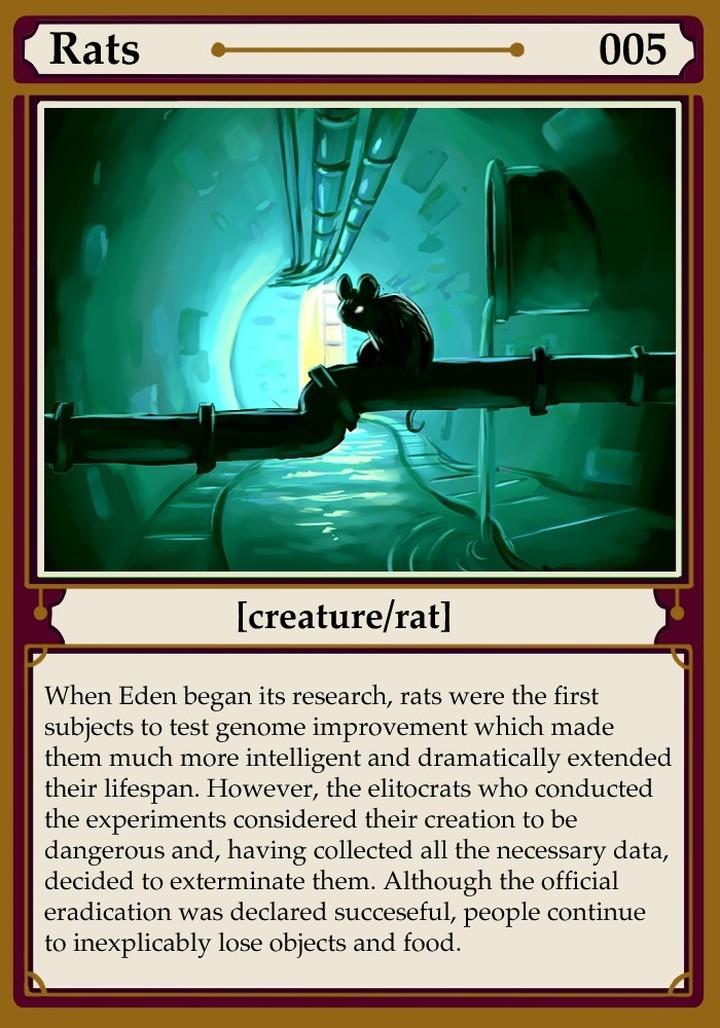 Rats 005
[creature/rat]
When Eden began its research, rats were the first
subjects to test genome improvement which made
them much more intelligent and dramatically extended
their lifespan. However, the elitocrats who conducted
the experiments considered their creation to be
dangerous and, having collected all the necessary data,
decided to exterminate them. Although the official
eradication was declared succeseful, people continue
to inexplicably lose objects and food.